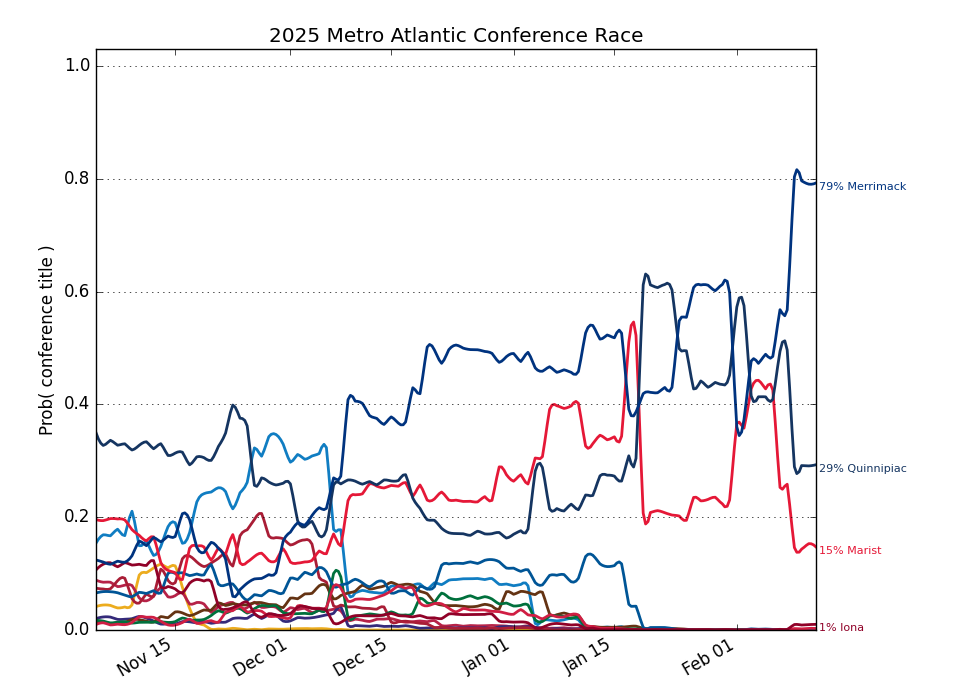 2025 Metro Atlantic Conference Race
Prob( conference title )
1.0
0.8
0.6
0.4
0.2
0.0
79% Merrimack
29% Quinnipiac
15% Marist
1% Iona
Nov 15
Dec 01
Dec 15
Jan 01
Jan 15
Feb 01